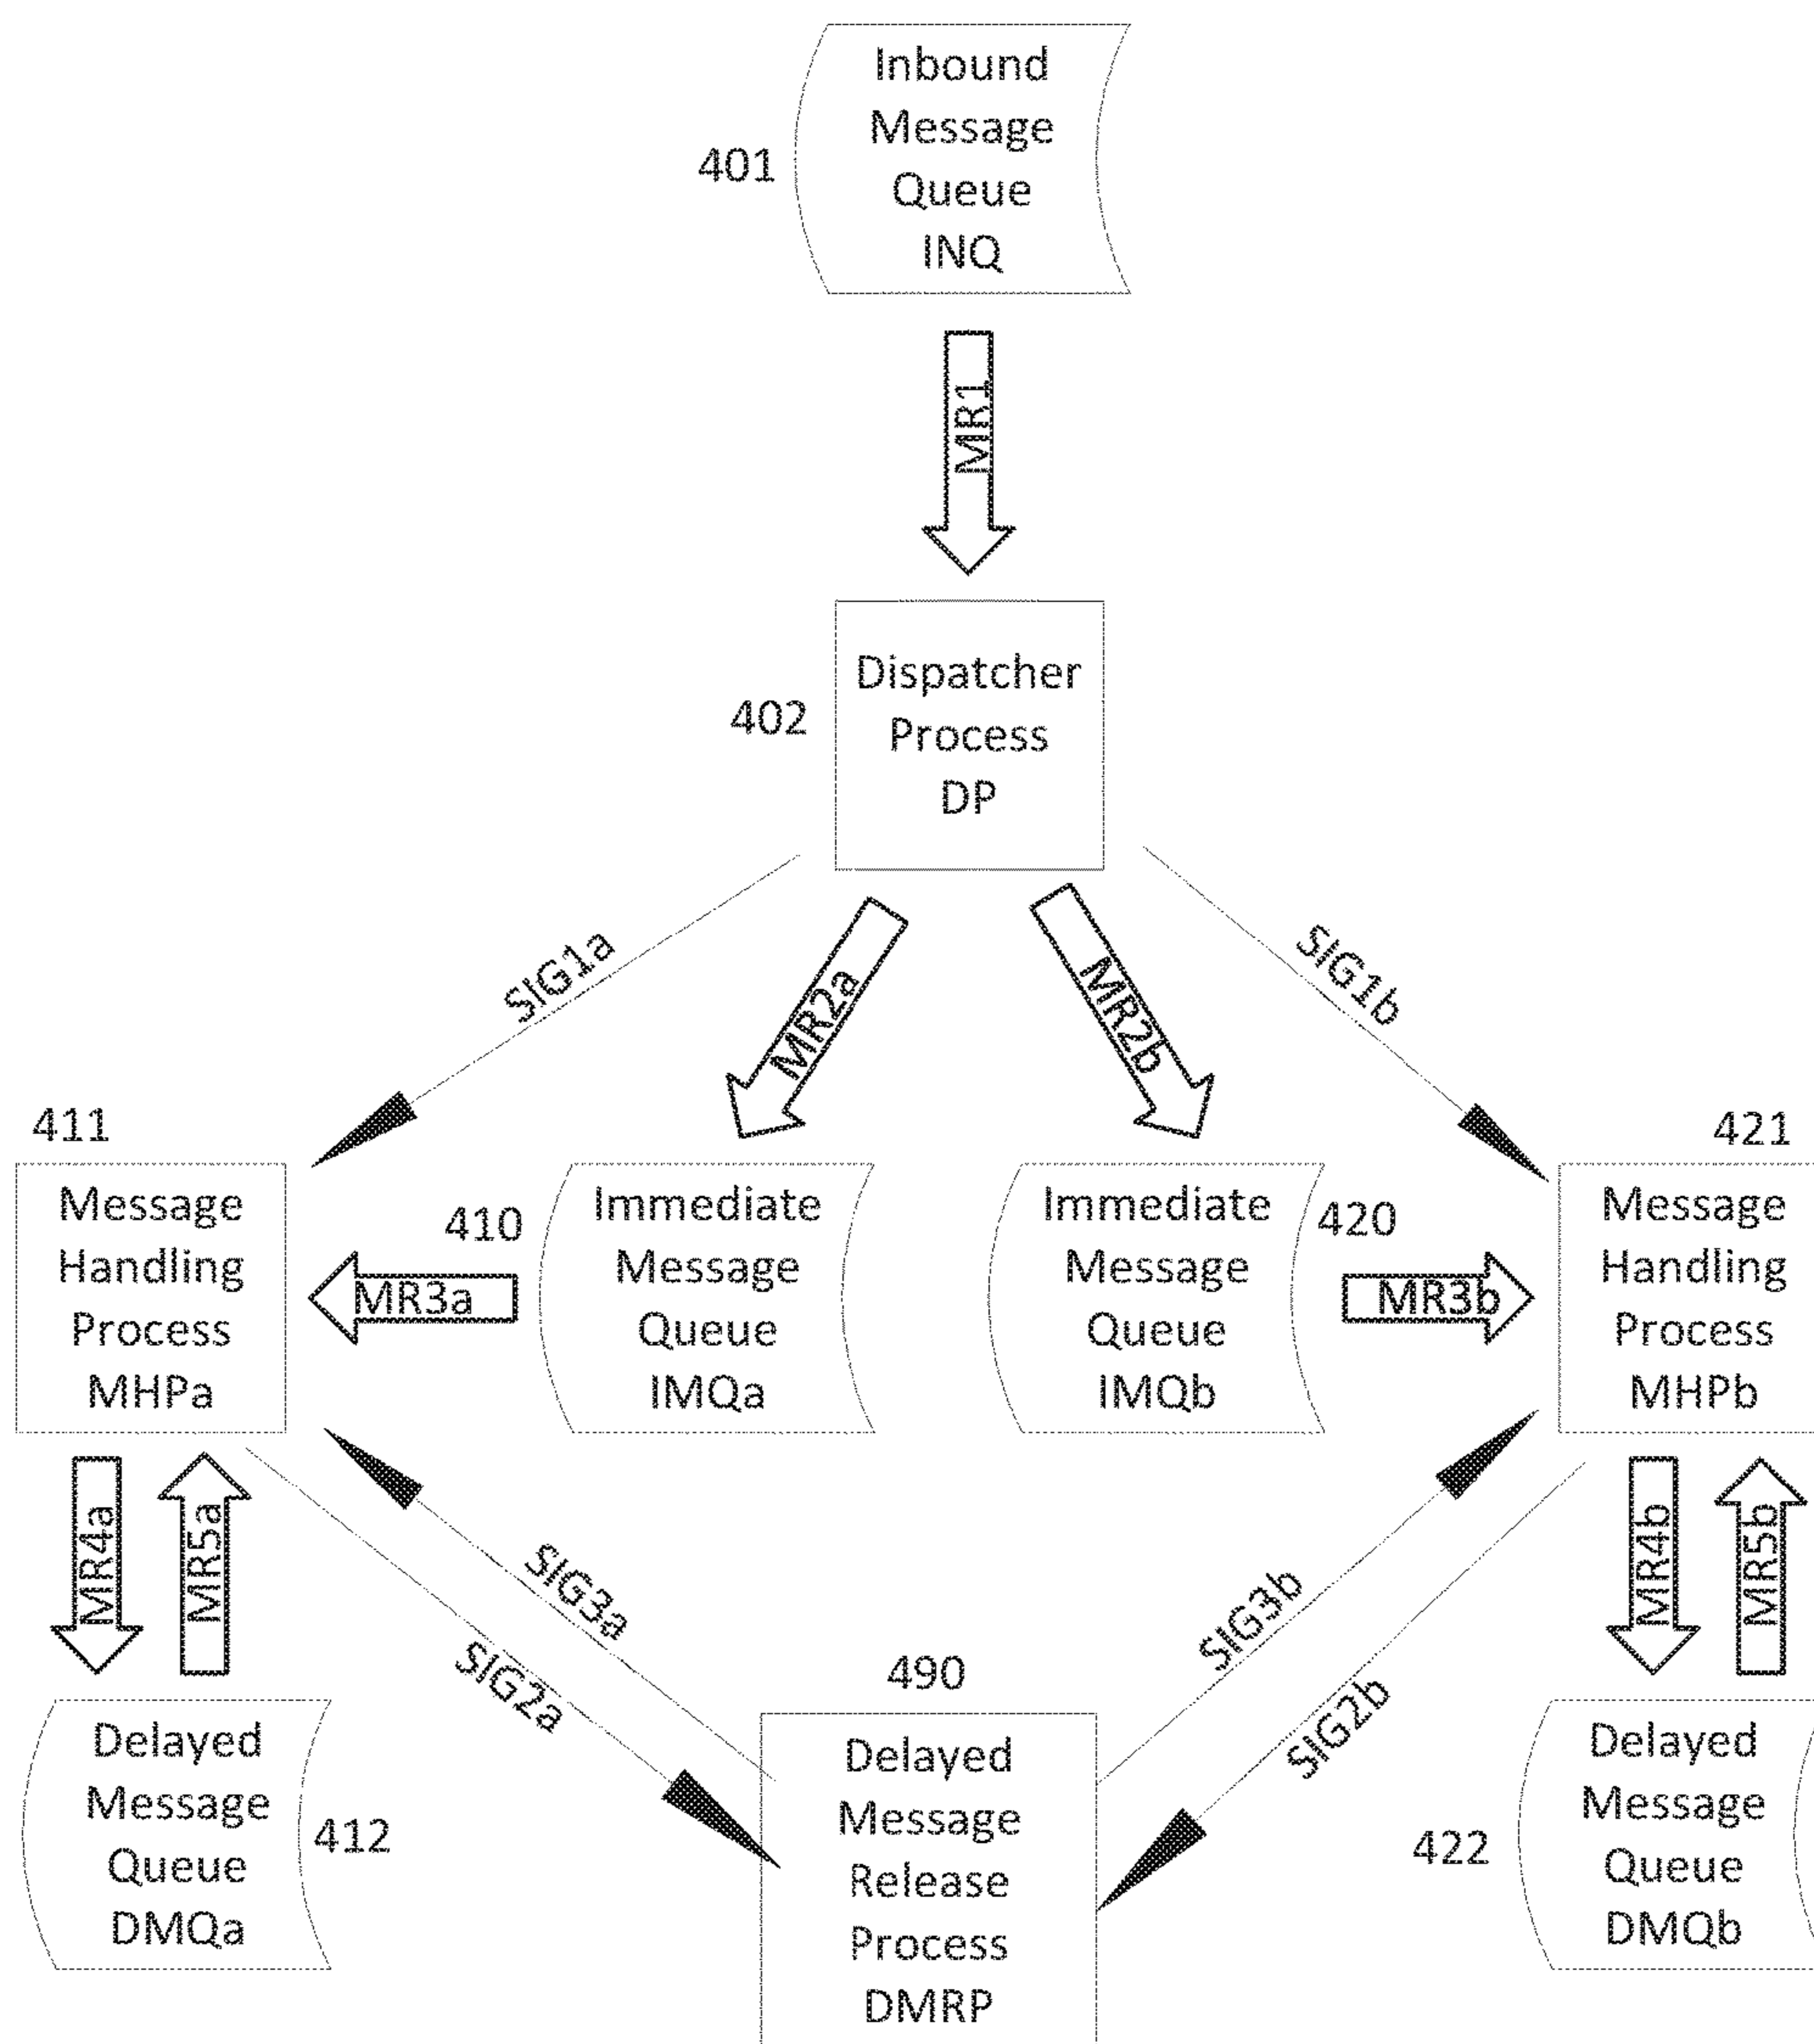 401
Inbound
Message
Queue
INQ
MR1
402
Dispatcher
Process
DP
SIG1a
MR2a
MR2b
SIG1b
411
Message
Handling
Process
MHPa
MR3a
410
Immediate
Message
Queue
IMQa
Immediate
Message
Queue
IMQb
420
MR3b
421
Message
Handling
Process
MHPb
MR4a
MR5a
SIG3a
SIG2a
SIG3b
SIG2b
MR4b
MR5b
Delayed
Message
Queue
DMQa
412
490
Delayed
Message
Release
Process
DMRP
422
Delayed
Message
Queue
DMQb